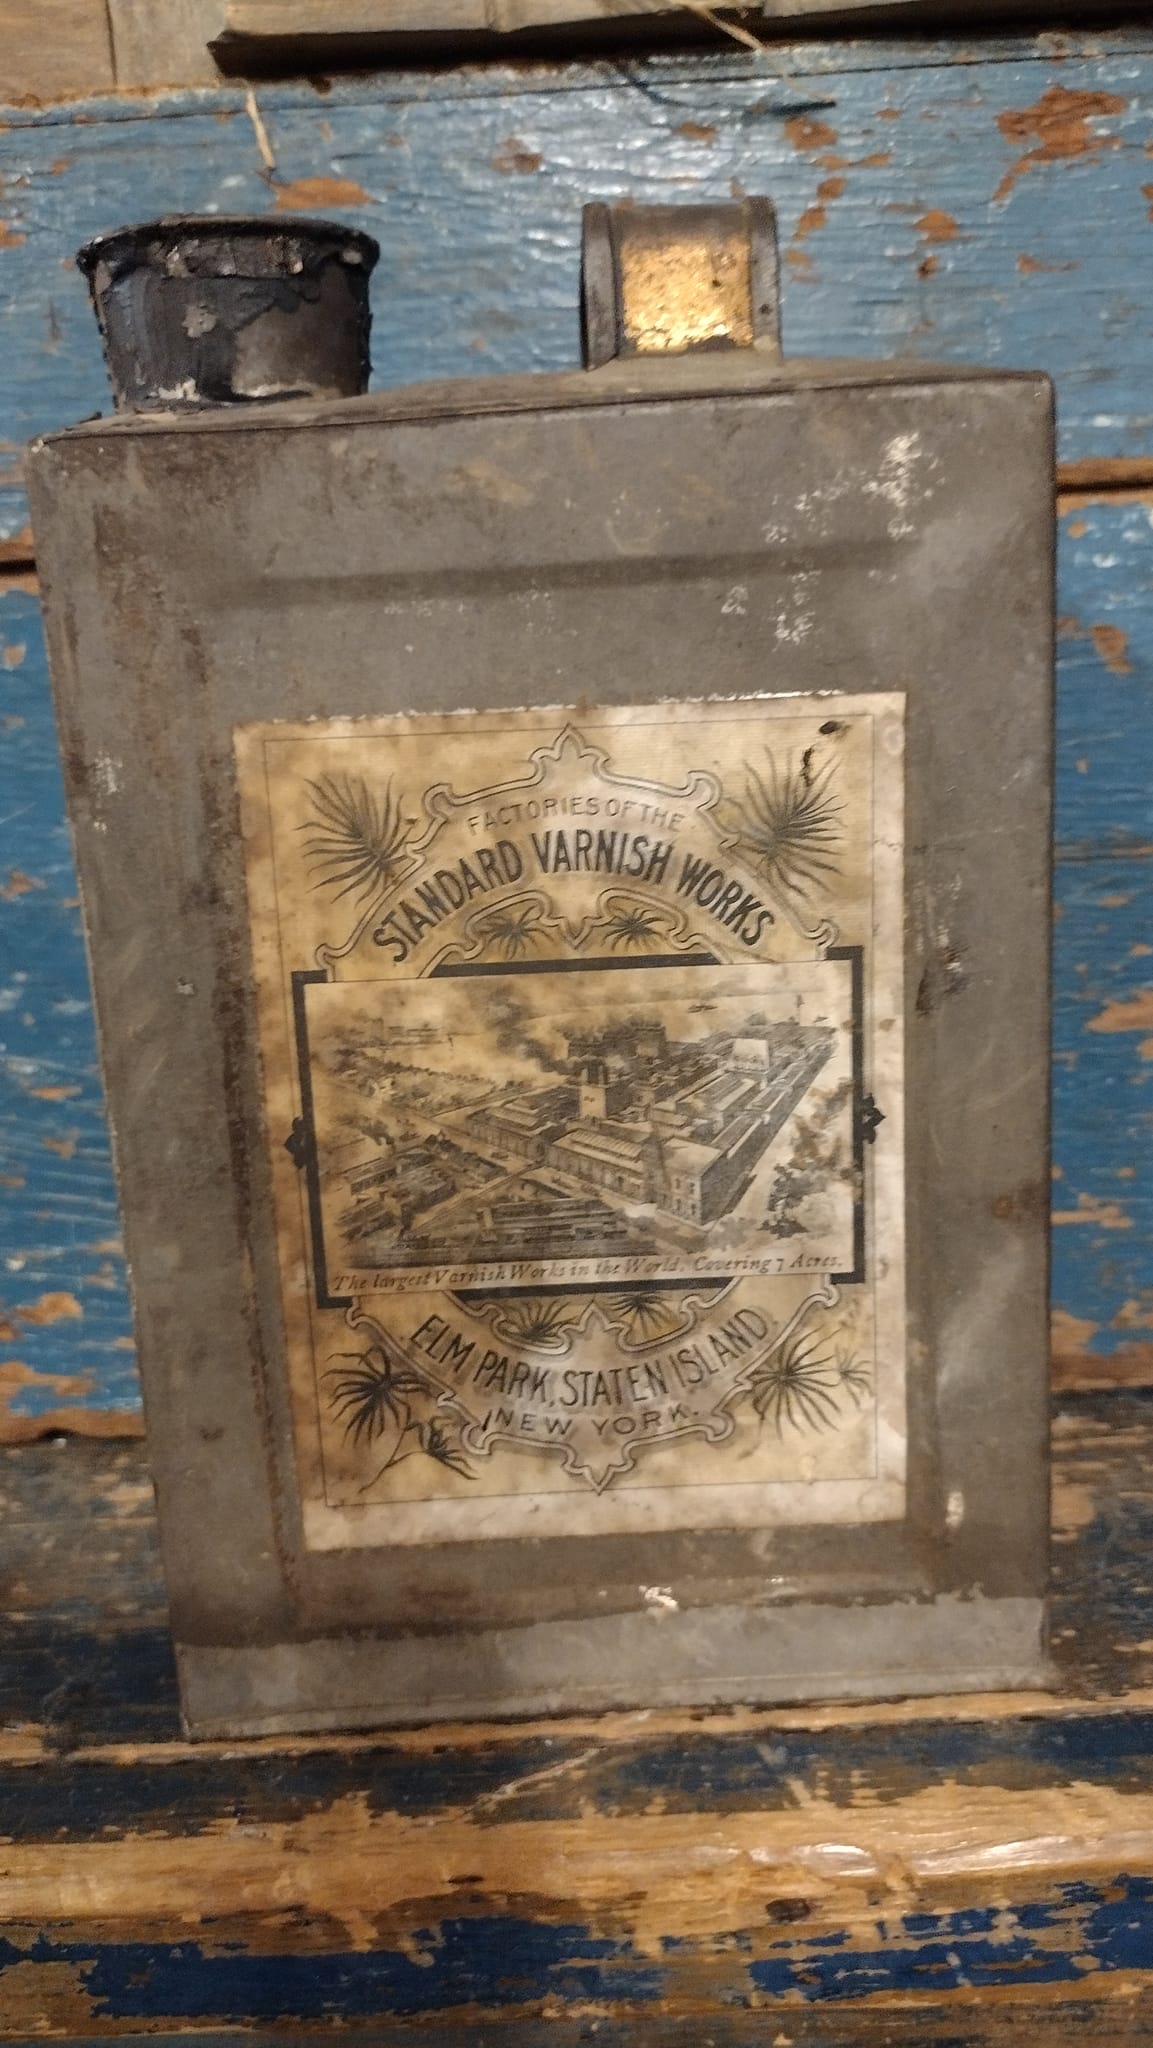 FACTORIES OF THE
STANDARD VARNISH WORKS
The largest Varnish Works in the World, Covering 7 Acres.
ELM PARK, STATEN ISLAND,
NEW YORK.